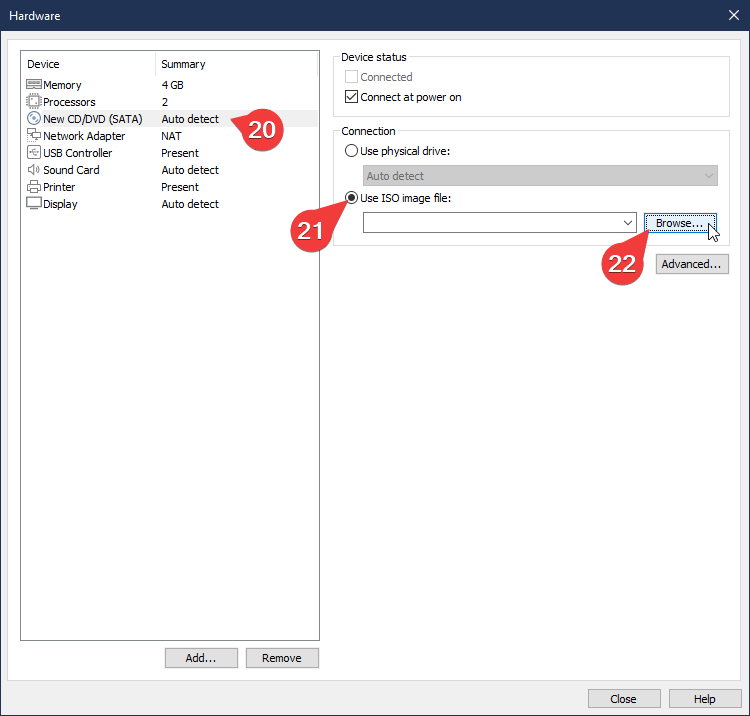 Hardware
Device Summary
Memory 4 GB
Processors 2
New CD/DVD (SATA) Auto detect
Network Adapter NAT
USB Controller Present
Sound Card Auto detect
Printer Present
Display Auto detect
20
Add... Remove
Device status
Connected
Connect at power on
Connection
Use physical drive:
Auto detect
Use ISO image file:
21
Browse...
22
Advanced...
Close Help